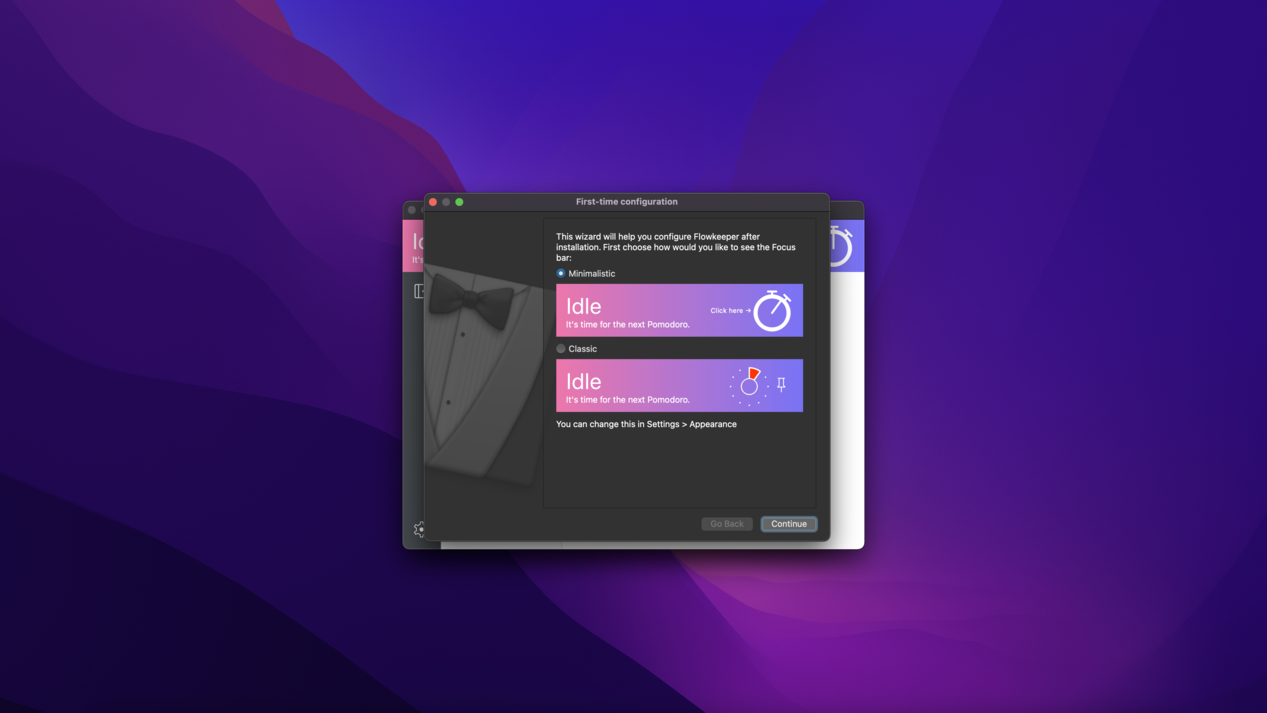 First-time configuration
This wizard will help you configure Flowkeeper after
installation. First choose how would you like to see the Focus
bar:
Minimalistic
Idle
It's time for the next Pomodoro.
Click here →
Classic
Idle
It's time for the next Pomodoro.
You can change this in Settings > Appearance
Go Back
Continue